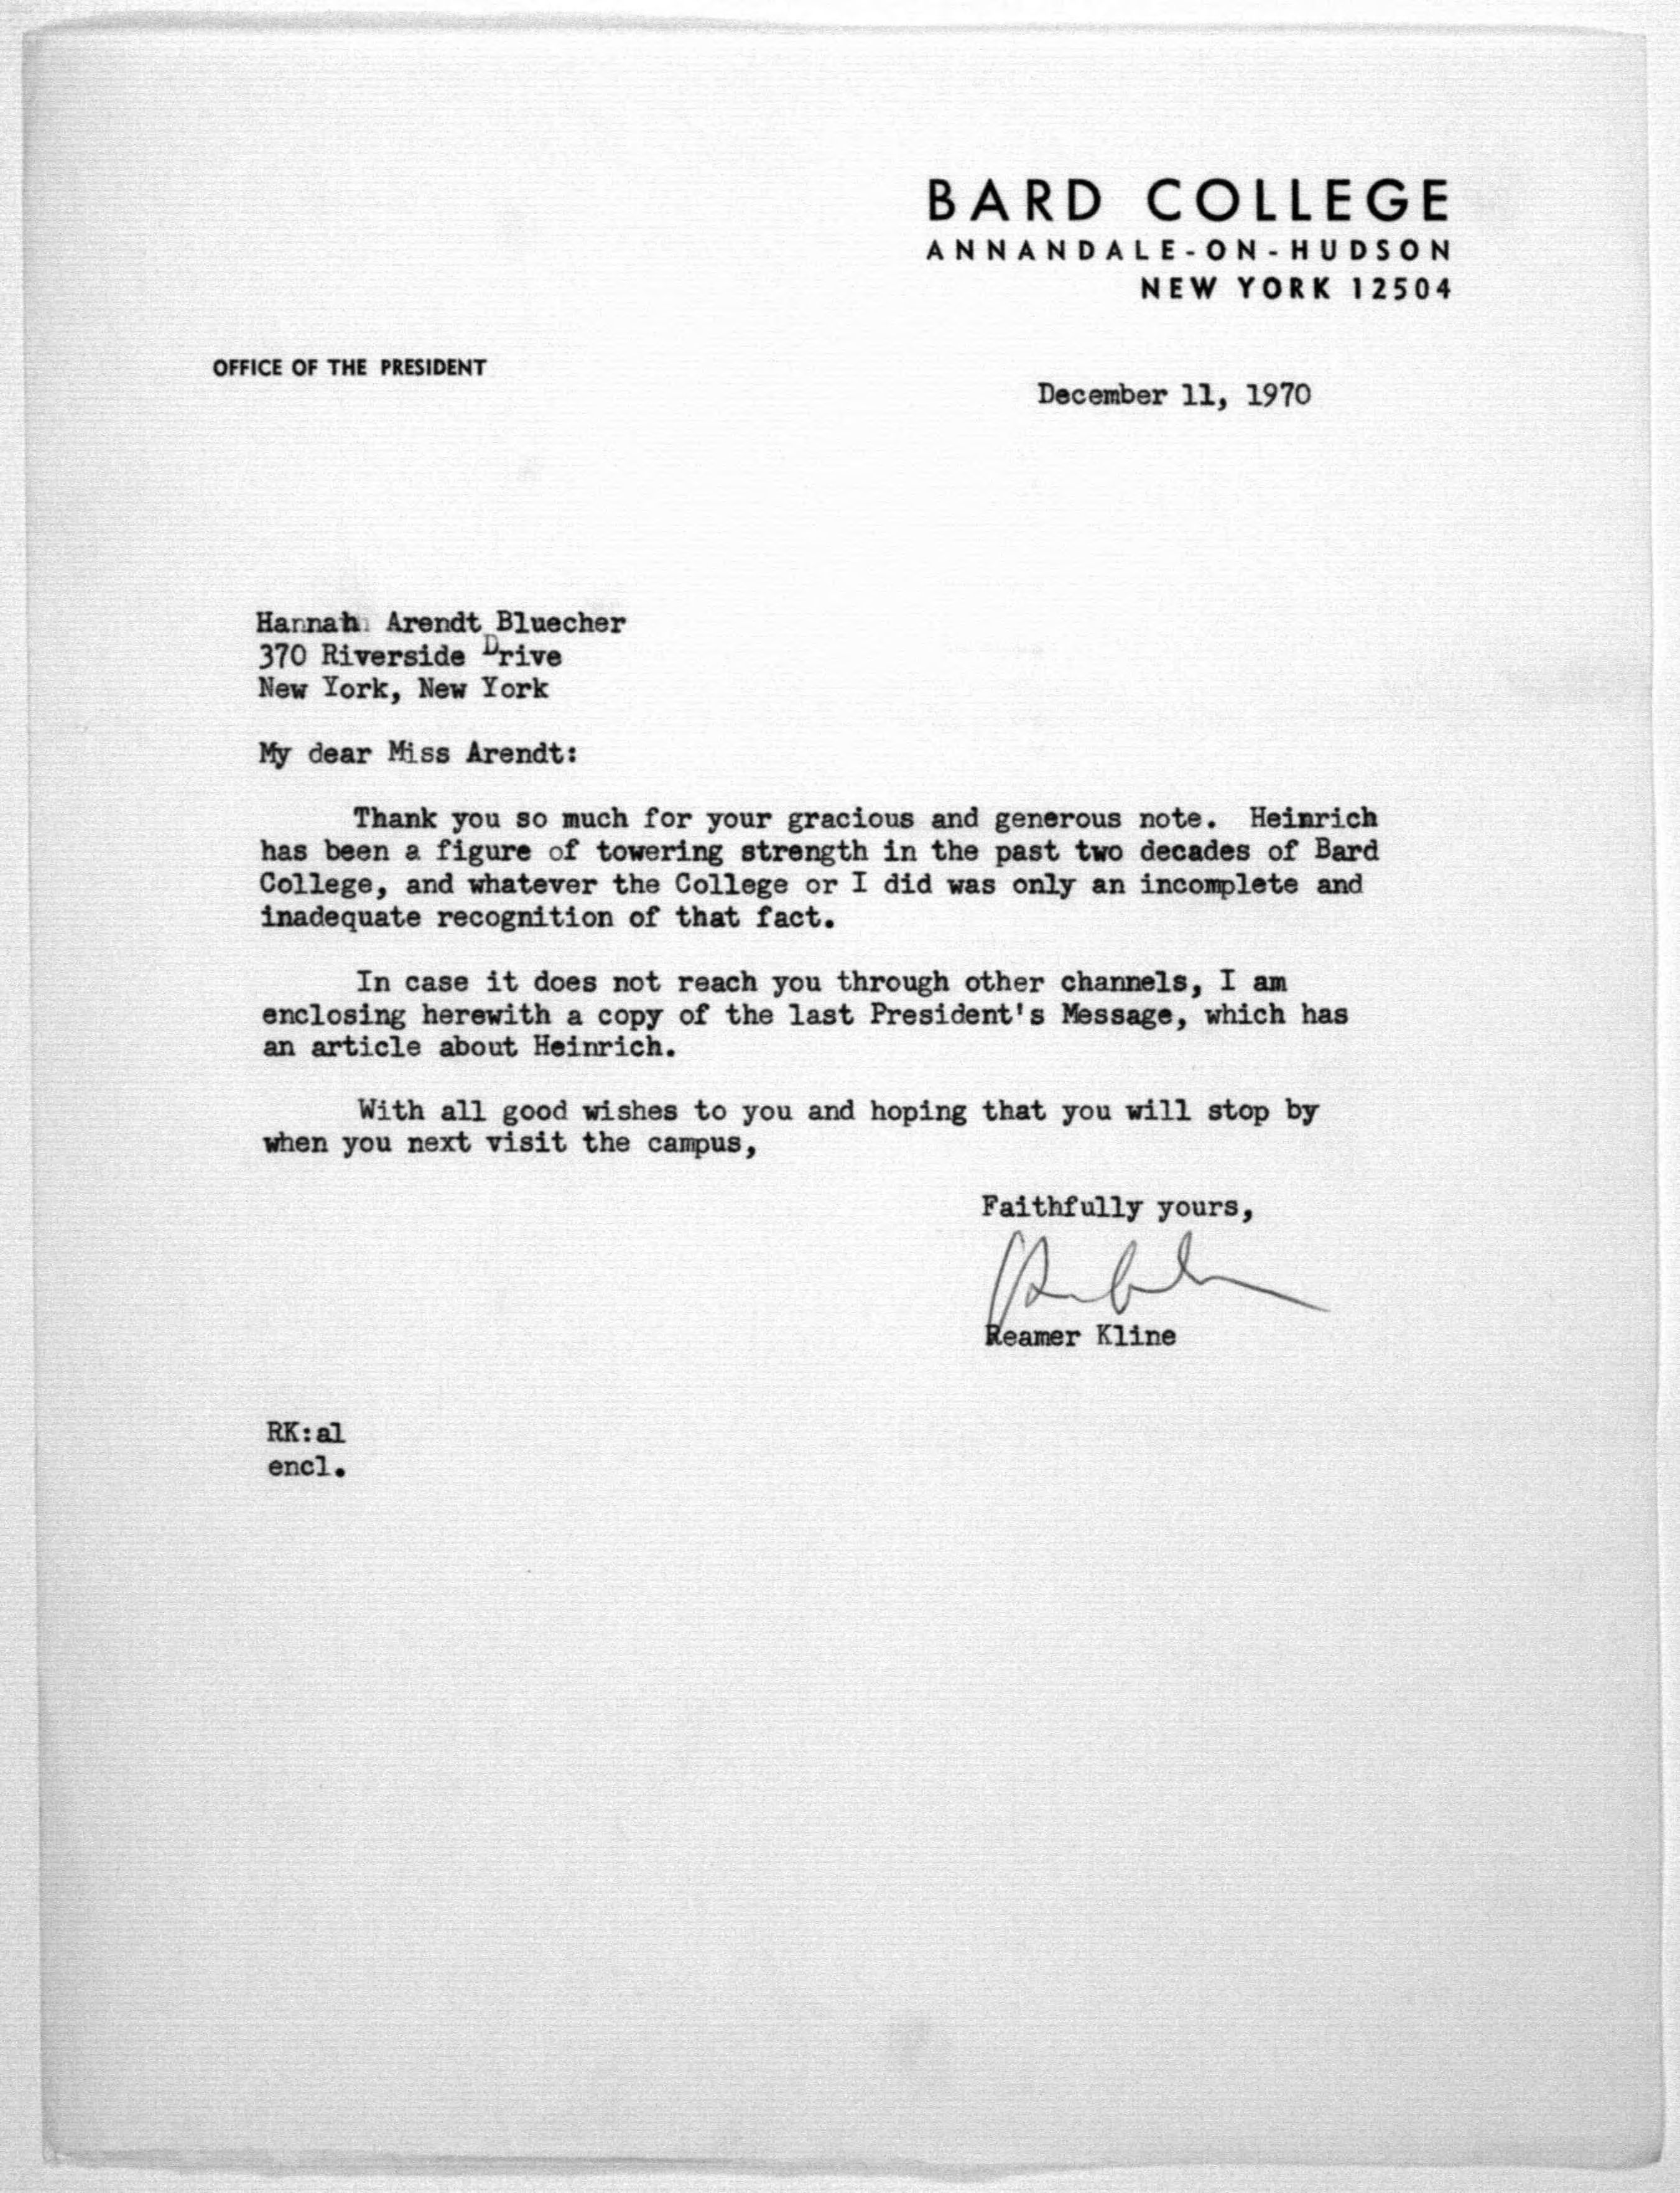 BARD COLLEGE
ANNANDALE-ON-HUDSON
NEW YORK 12504
OFFICE OF THE PRESIDENT
December 11, 1970
Hannah Arendt Bluecher
370 Riverside Drive
New York, New York
My dear Miss Arendt:
Thank you so much for your gracious and generous note. Heinrich
has been a figure of towering strength in the past two decades of Bard
College, and whatever the College or I did was only an incomplete and
inadequate recognition of that fact.
In case it does not reach you through other channels, I am
enclosing herewith a copy of the last President's Message, which has
an article about Heinrich.
With all good wishes to you and hoping that you will stop by
when you next visit the campus,
Faithfully yours,
Reamer Kline
RK:al
encl.